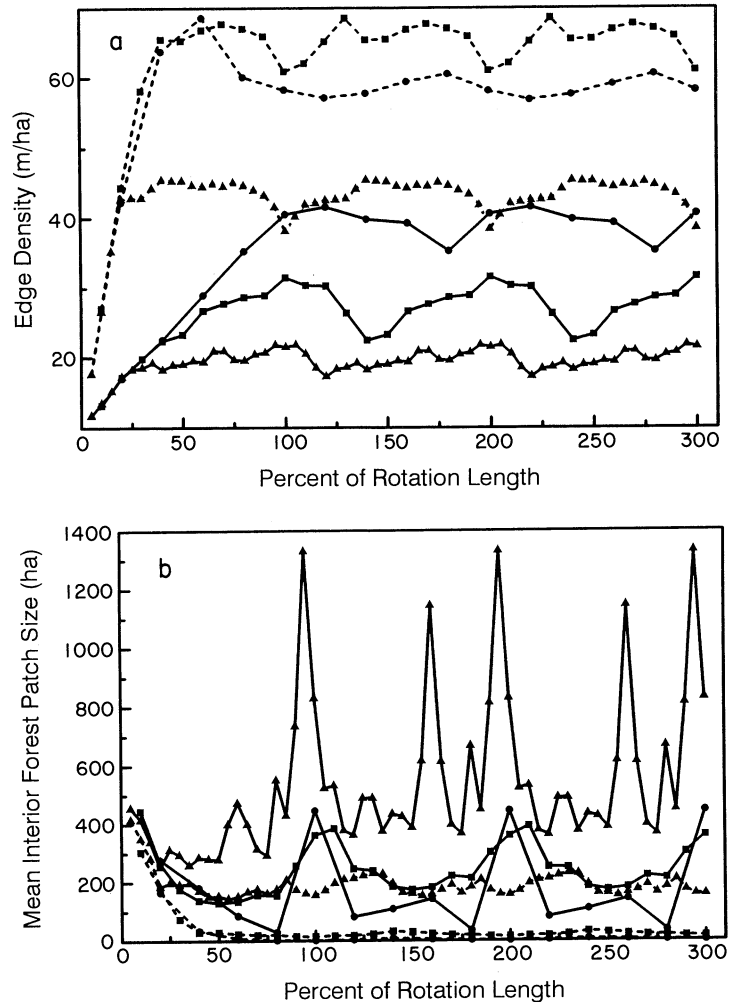 a
60
40
20
Edge Density (m/ha)
0 50 100 150 200 250 300
Percent of Rotation Length
b
1400
1200
1000
800
600
400
200
0
Mean Interior Forest Patch Size (ha)
0 50 100 150 200 250 300
Percent of Rotation Length